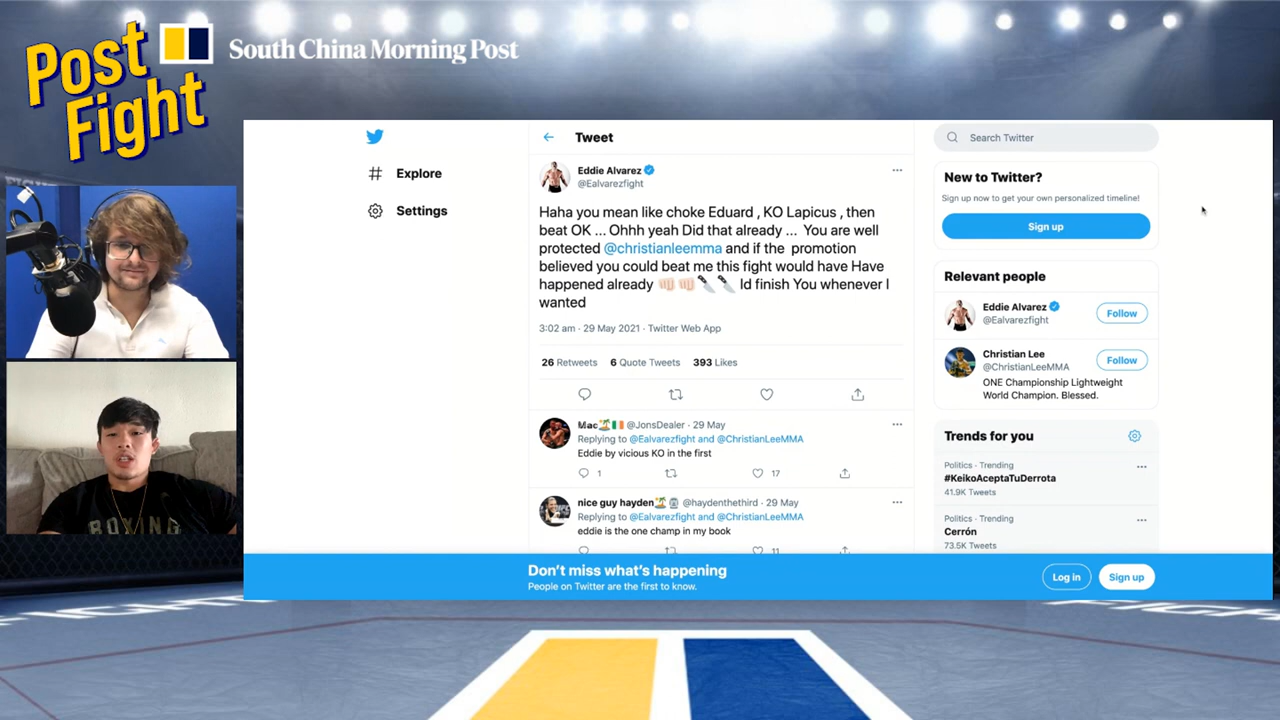 Post
Fight
South China Morning Post
Explore
Settings
Tweet
Eddie Alvarez
@Ealvarezfight
Haha you mean like choke Eduard , KO Lapicus , then
beat OK ... Ohhh yeah Did that already ... You are well
protected @christianleemma and if the promotion
believed you could beat me this fight would have Have
happened already 👊🏻👊🏻🔪🔪 Id finish You whenever I
wanted
3:02 am · 29 May 2021 · Twitter Web App
26 Retweets 6 Quote Tweets 393 Likes
Mac🏝️🇮🇪 @JonsDealer · 29 May
Replying to @Ealvarezfight and @ChristianLeeMMA
Eddie by vicious KO in the first
1 17
nice guy hayden @haydenthethird · 29 May
Replying to @Ealvarezfight and @ChristianLeeMMA
eddie is the one champ in my book
11
Search Twitter
New to Twitter?
Sign up now to get your own personalized timeline!
Sign up
Relevant people
Eddie Alvarez
@Ealvarezfight
Follow
Christian Lee
@ChristianLeeMMA
Follow
ONE Championship Lightweight
World Champion. Blessed.
Trends for you
Politics · Trending
#KeikoAceptaTuDerrota
41.9K Tweets
Politics · Trending
Cerrón
73.5K Tweets
Don't miss what's happening
People on Twitter are the first to know.
Log in
Sign up
BOXING